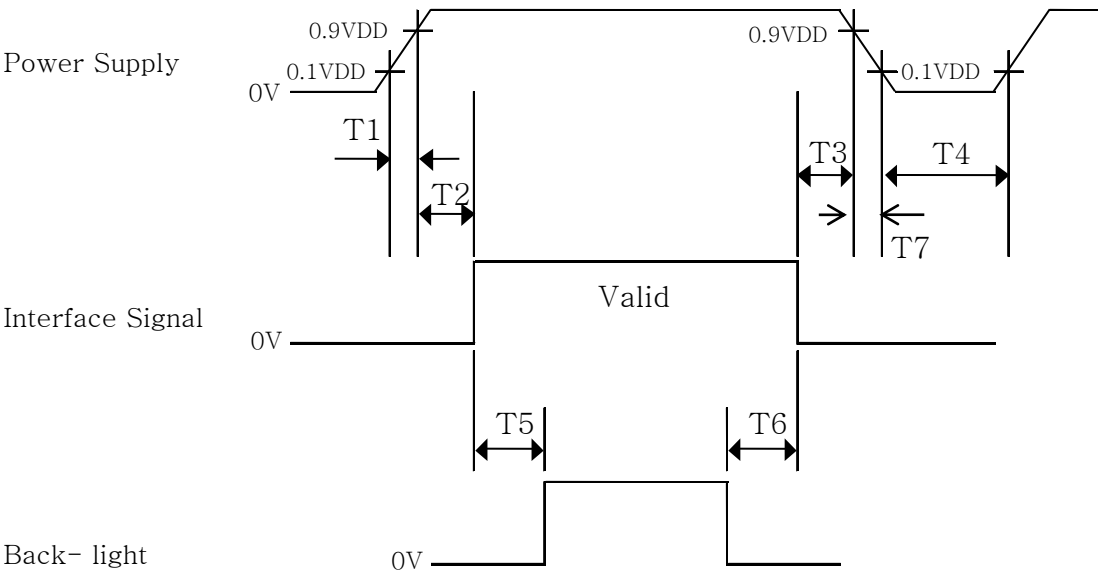 0.9VDD
0.9VDD
Power Supply
0.1VDD
0.1VDD
0V
T1
T3
T4
T2
T7
Valid
Interface Signal
0V
T5
T6
Back- light
0V